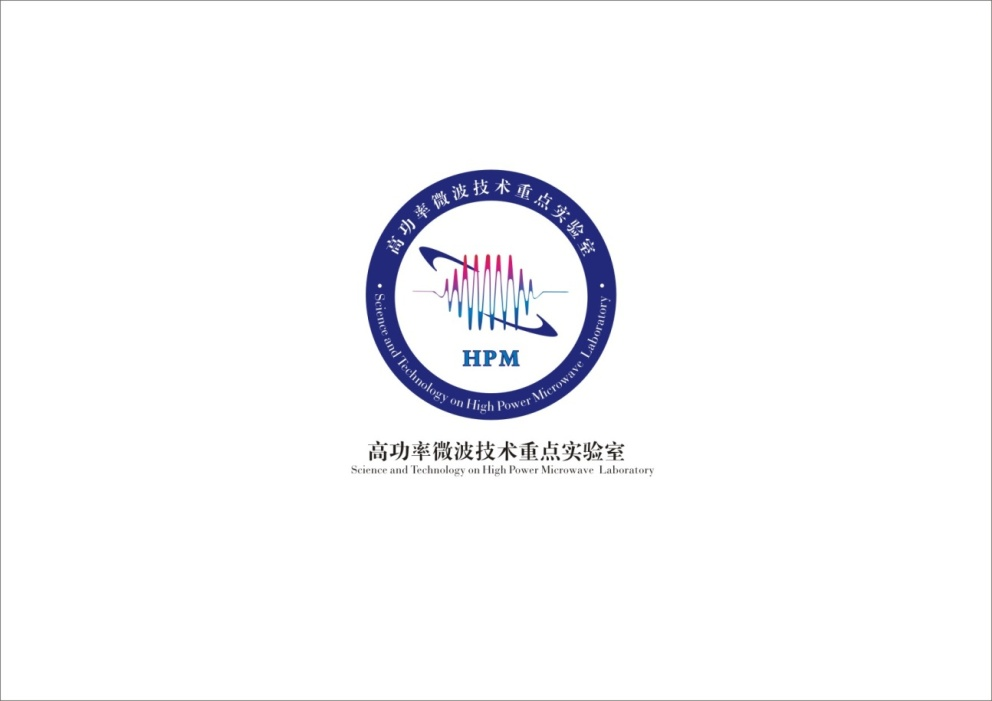 高功率微波技术重点实验室
· Science and Technology on High Power Microwave Laboratory ·
HPM
高功率微波技术重点实验室
Science and Technology on High Power Microwave Laboratory